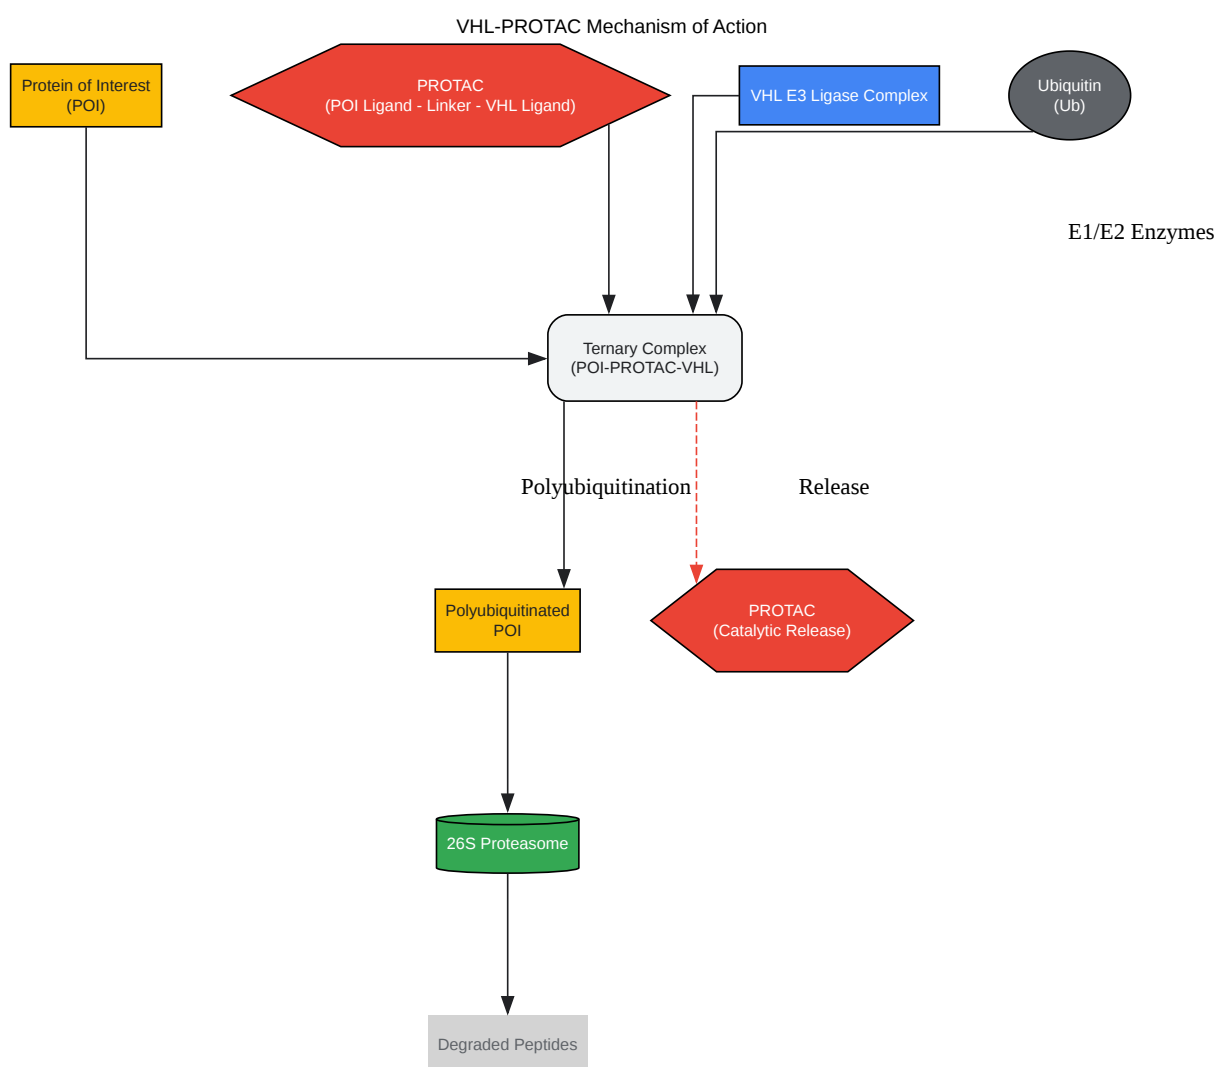 VHL-PROTAC Mechanism of Action
Protein of Interest
(POI)
PROTAC
(POI Ligand - Linker - VHL Ligand)
VHL E3 Ligase Complex
Ubiquitin
(Ub)
E1/E2 Enzymes
Ternary Complex
(POI-PROTAC-VHL)
Polyubiquitination
Release
Polyubiquitinated
POI
PROTAC
(Catalytic Release)
26S Proteasome
Degraded Peptides